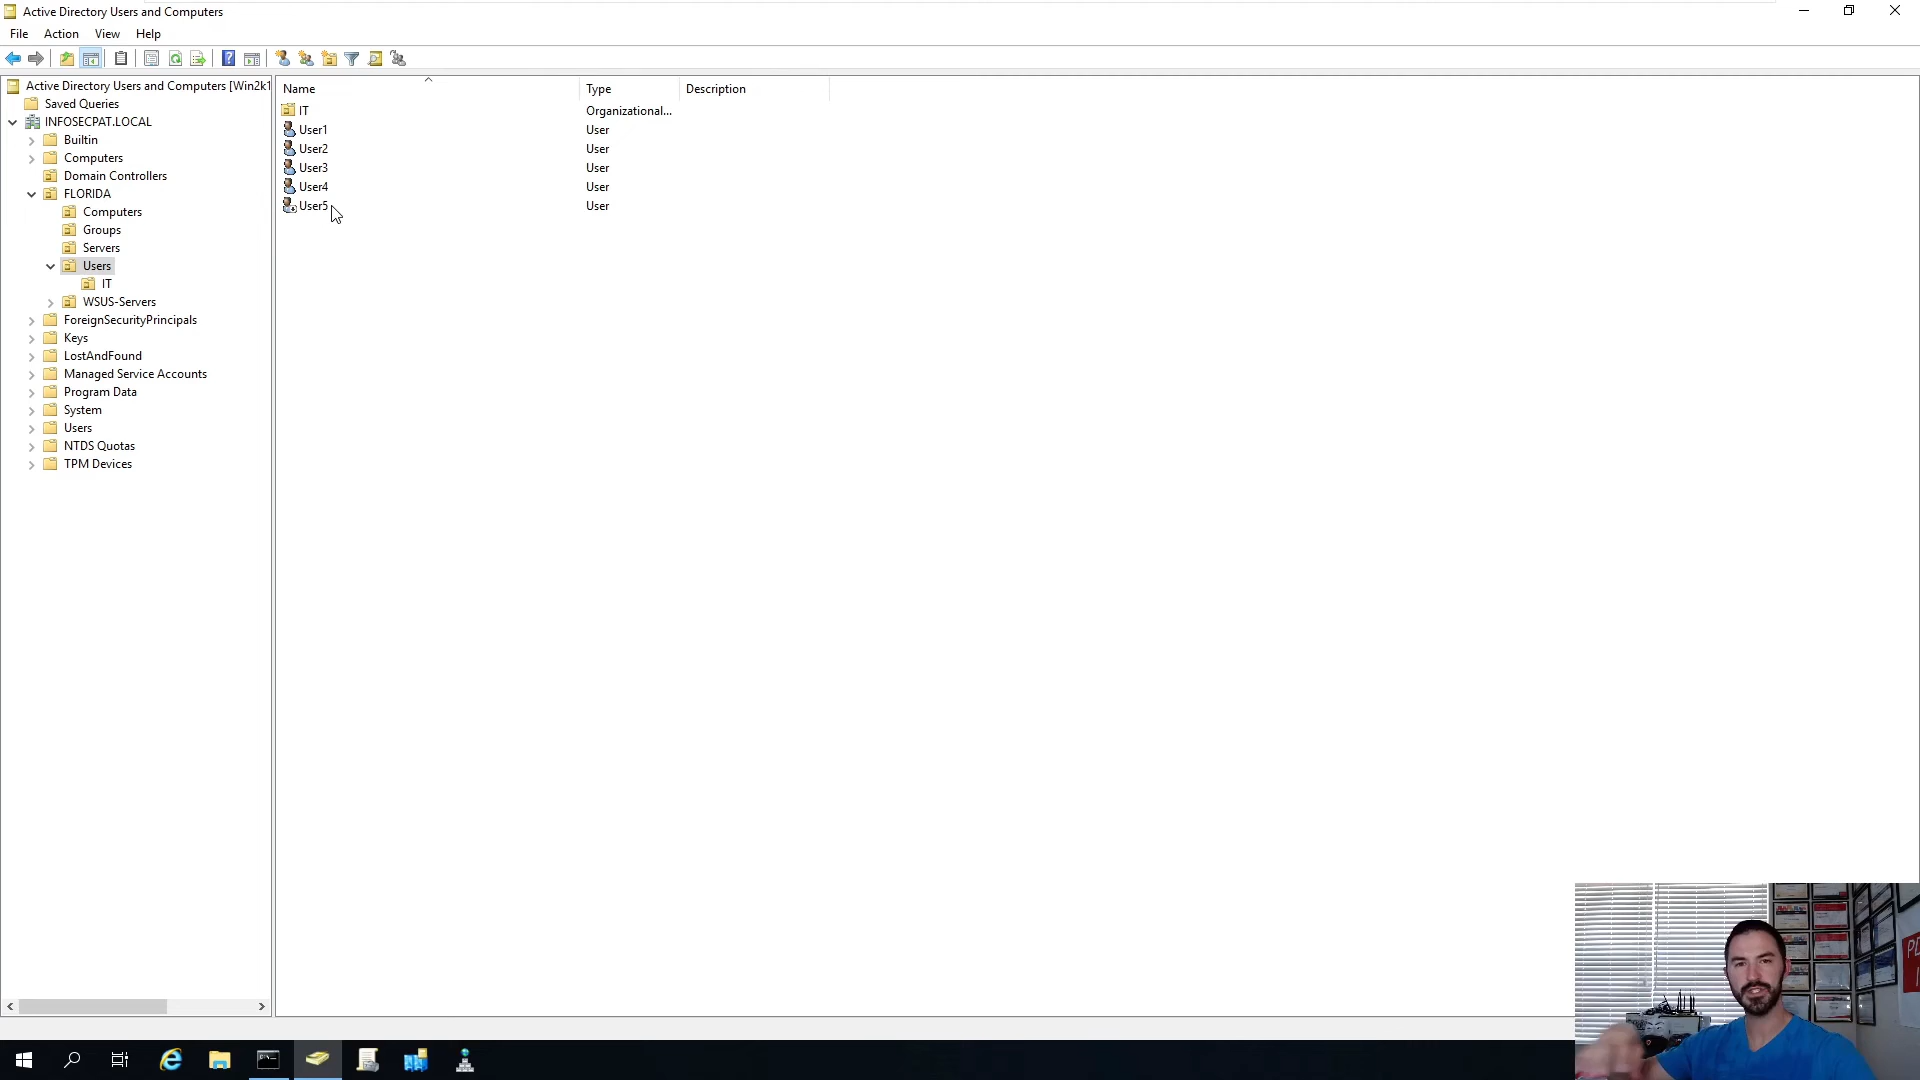 Active Directory Users and Computers
File Action View Help
Active Directory Users and Computers [Win2k1
Saved Queries
INFOSECPAT.LOCAL
Builtin
Computers
Domain Controllers
FLORIDA
Computers
Groups
Servers
Users
IT
WSUS-Servers
ForeignSecurityPrincipals
Keys
LostAndFound
Managed Service Accounts
Program Data
System
Users
NTDS Quotas
TPM Devices
Name Type Description
IT Organizational...
User1 User
User2 User
User3 User
User4 User
User5 User